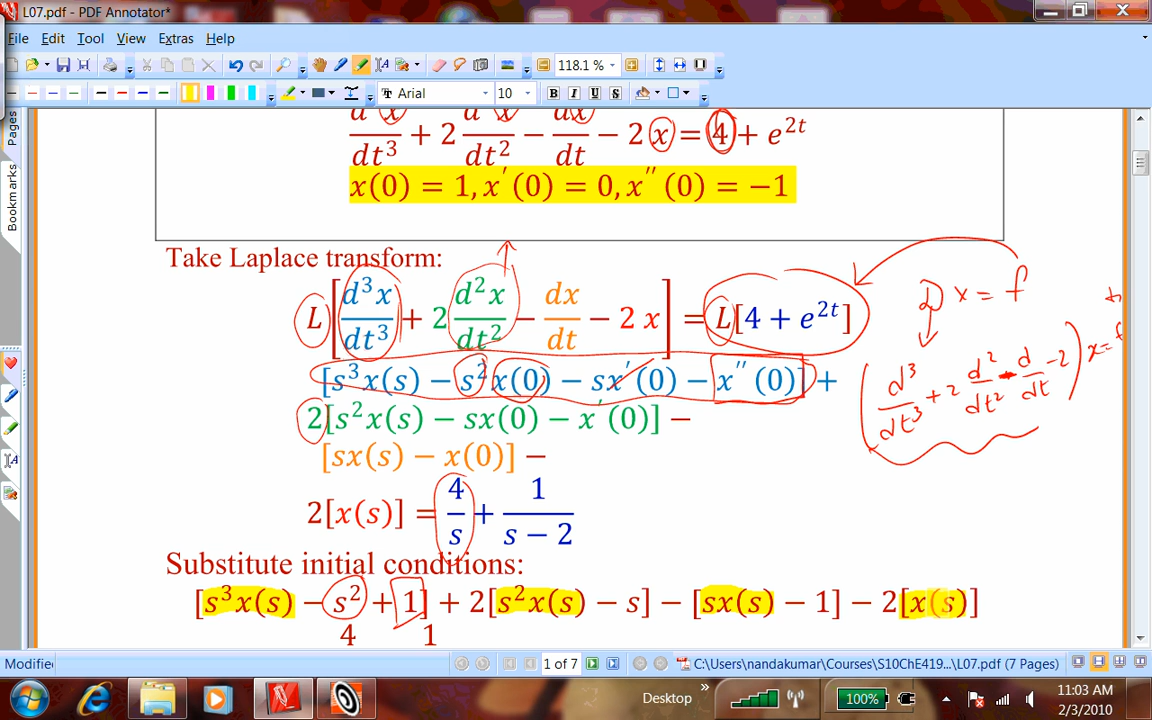 L07.pdf - PDF Annotator*
File Edit Tool View Extras Help
118.1 %
Arial 10 B I U S
Pages
Bookmarks
d³x/dt³ + 2 d²x/dt² − dx/dt − 2 x = 4 + e^{2t}
x(0) = 1, x′(0) = 0, x″(0) = −1
Take Laplace transform:
L[d³x/dt³ + 2 d²x/dt² − dx/dt − 2 x] = L[4 + e^{2t}]
D x = f
[s³x(s) − s²x(0) − sx′(0) − x″(0)] +
(d³/dt³ + 2 d²/dt² - d/dt - 2) x = f
2[s²x(s) − sx(0) − x′(0)] −
[sx(s) − x(0)] −
2[x(s)] = 4/s + 1/(s − 2)
Substitute initial conditions:
[s³x(s) − s² + 1] + 2[s²x(s) − s] − [sx(s) − 1] − 2[x(s)]
4 1
Modified
1 of 7
C:\Users\nandakumar\Courses\S10ChE419...\L07.pdf (7 Pages)
Desktop »
100%
11:03 AM
2/3/2010